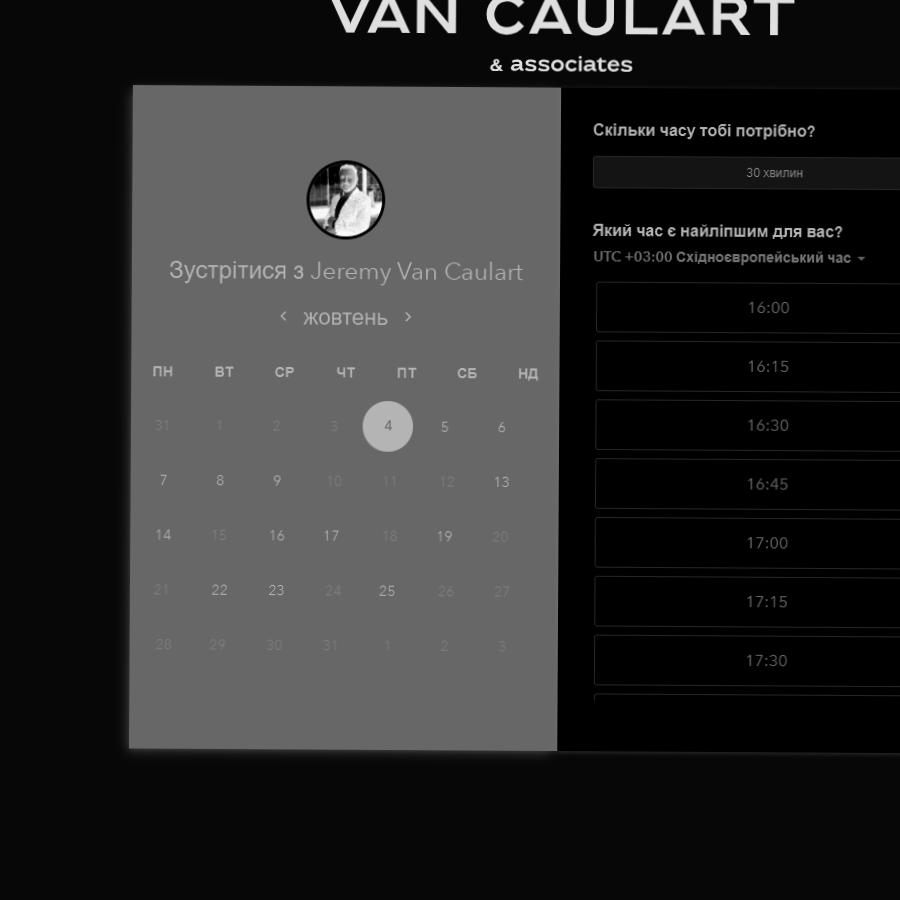 VAN CAULART
& associates
Зустрітися з Jeremy Van Caulart
жовтень
ПН ВТ СР ЧТ ПТ СБ НД
31 1 2 3 4 5 6
7 8 9 10 11 12 13
14 15 16 17 18 19 20
21 22 23 24 25 26 27
28 29 30 31 1 2 3
Скільки часу тобі потрібно?
30 хвилин
Який час є найліпшим для вас?
UTC +03:00 Східноєвропейський час
16:00
16:15
16:30
16:45
17:00
17:15
17:30